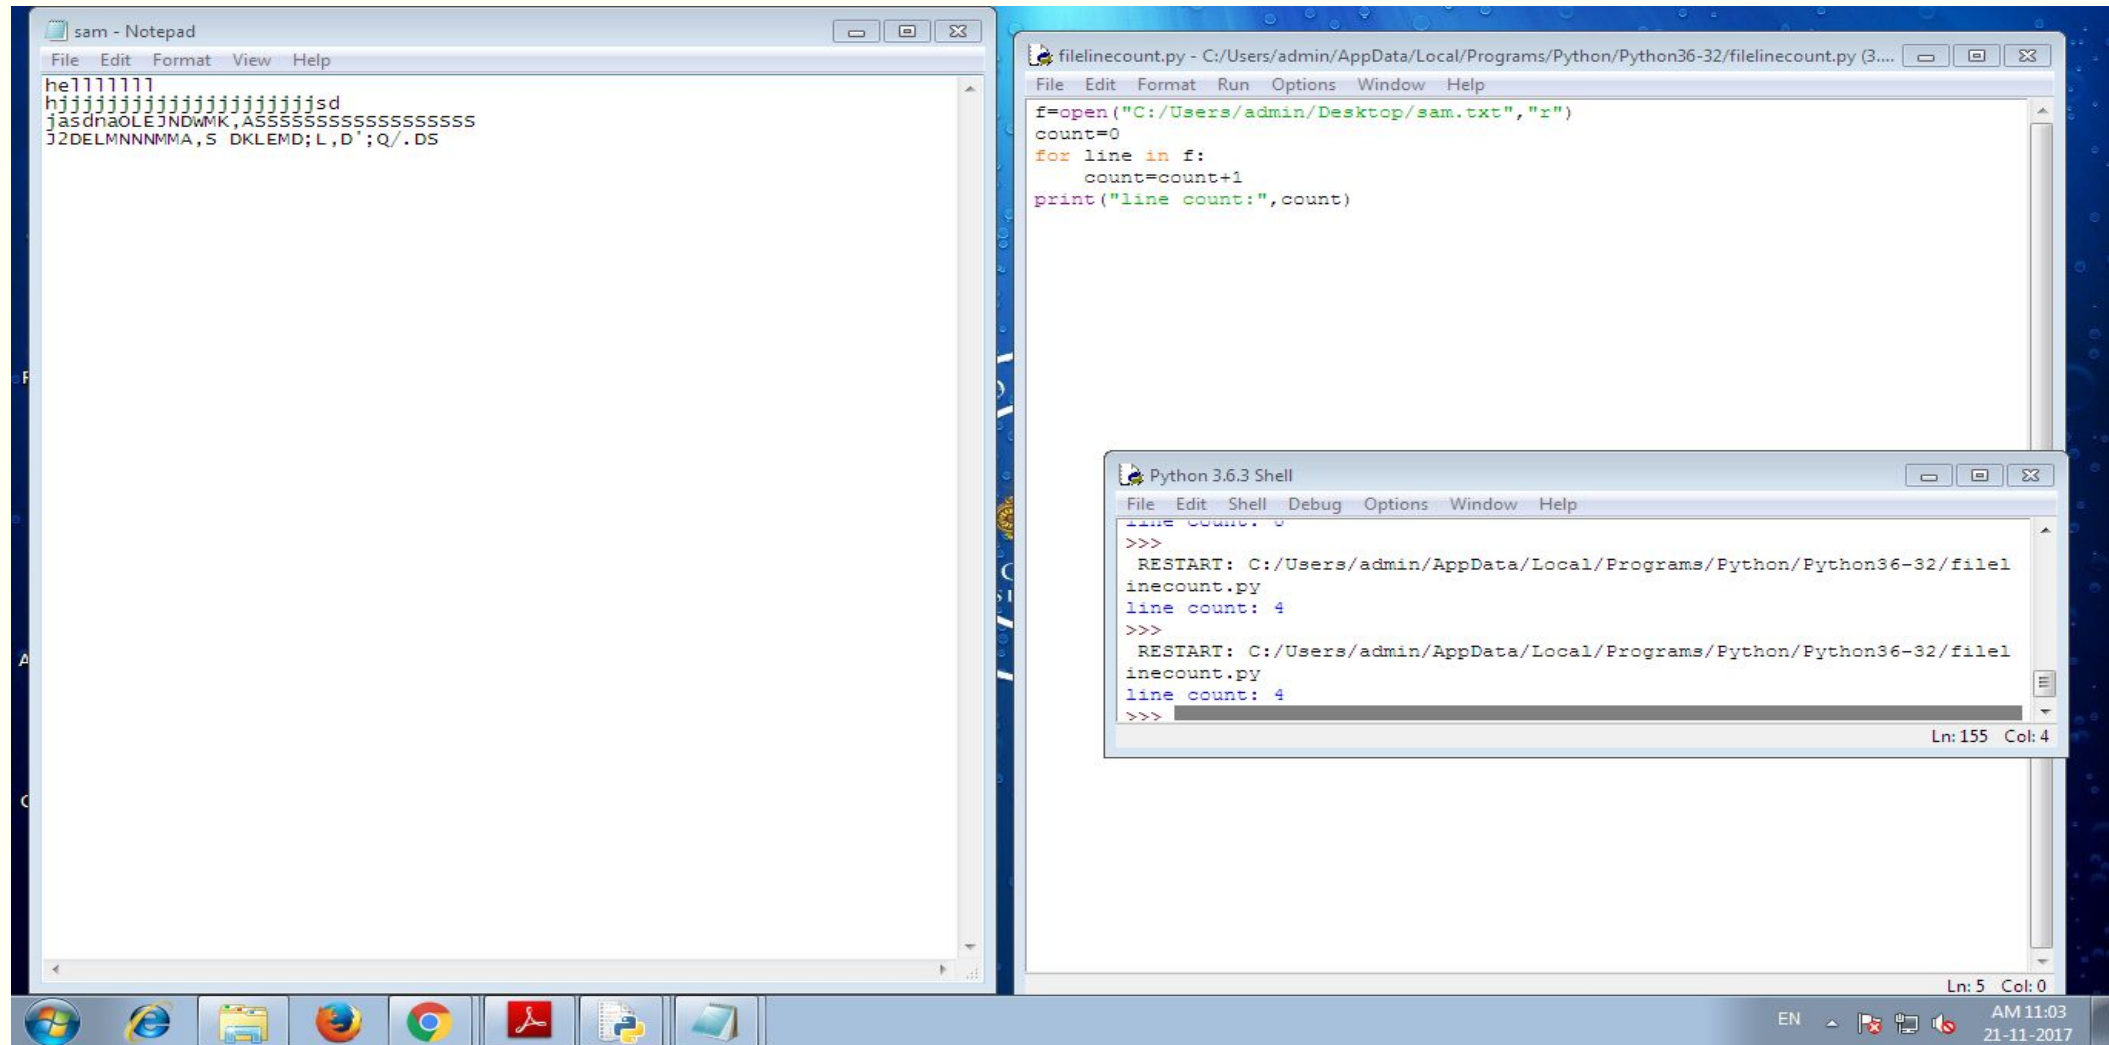 sam - Notepad
File Edit Format View Help
hellllllll
hjjjjjjjjjjjjjjjjjjjjjsd
jasdnaOLEJNDWMK,ASSSSSSSSSSSSSSSSSSS
J2DELMNNNMMA,S DKLEMD;L,D';Q/.DS
filelinecount.py - C:/Users/admin/AppData/Local/Programs/Python/Python36-32/filelinecount.py (3....
File Edit Format Run Options Window Help
f=open("C:/Users/admin/Desktop/sam.txt","r")
count=0
for line in f:
    count=count+1
print("line count:",count)
Python 3.6.3 Shell
File Edit Shell Debug Options Window Help
line count:
>>>
RESTART: C:/Users/admin/AppData/Local/Programs/Python/Python36-32/filel
inecount.py
line count: 4
>>>
RESTART: C:/Users/admin/AppData/Local/Programs/Python/Python36-32/filel
inecount.py
line count: 4
>>>
Ln: 155 Col: 4
Ln: 5 Col: 0
EN
AM 11:03
21-11-2017